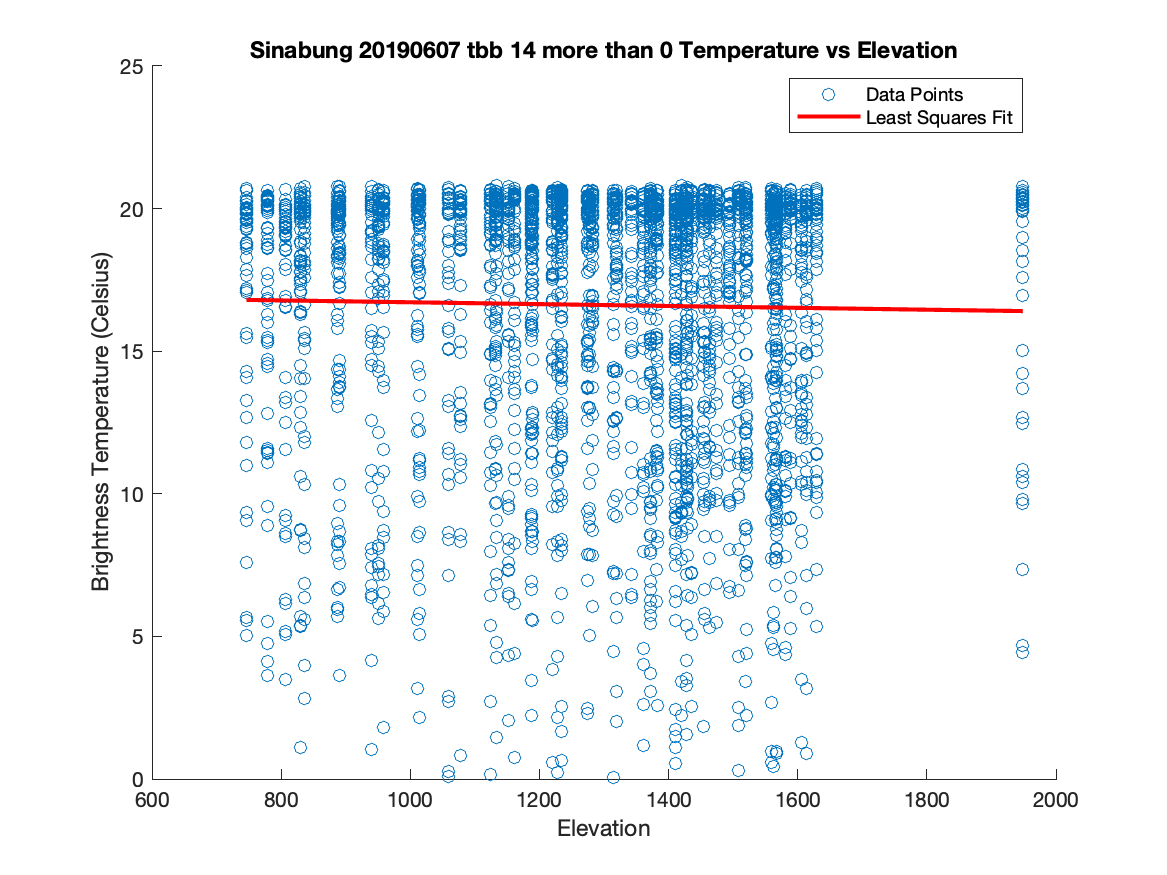 Sinabung 20190607 tbb 14 more than 0 Temperature vs Elevation
Data Points
Least Squares Fit
25
20
15
10
5
0
Brightness Temperature (Celsius)
600 800 1000 1200 1400 1600 1800 2000
Elevation